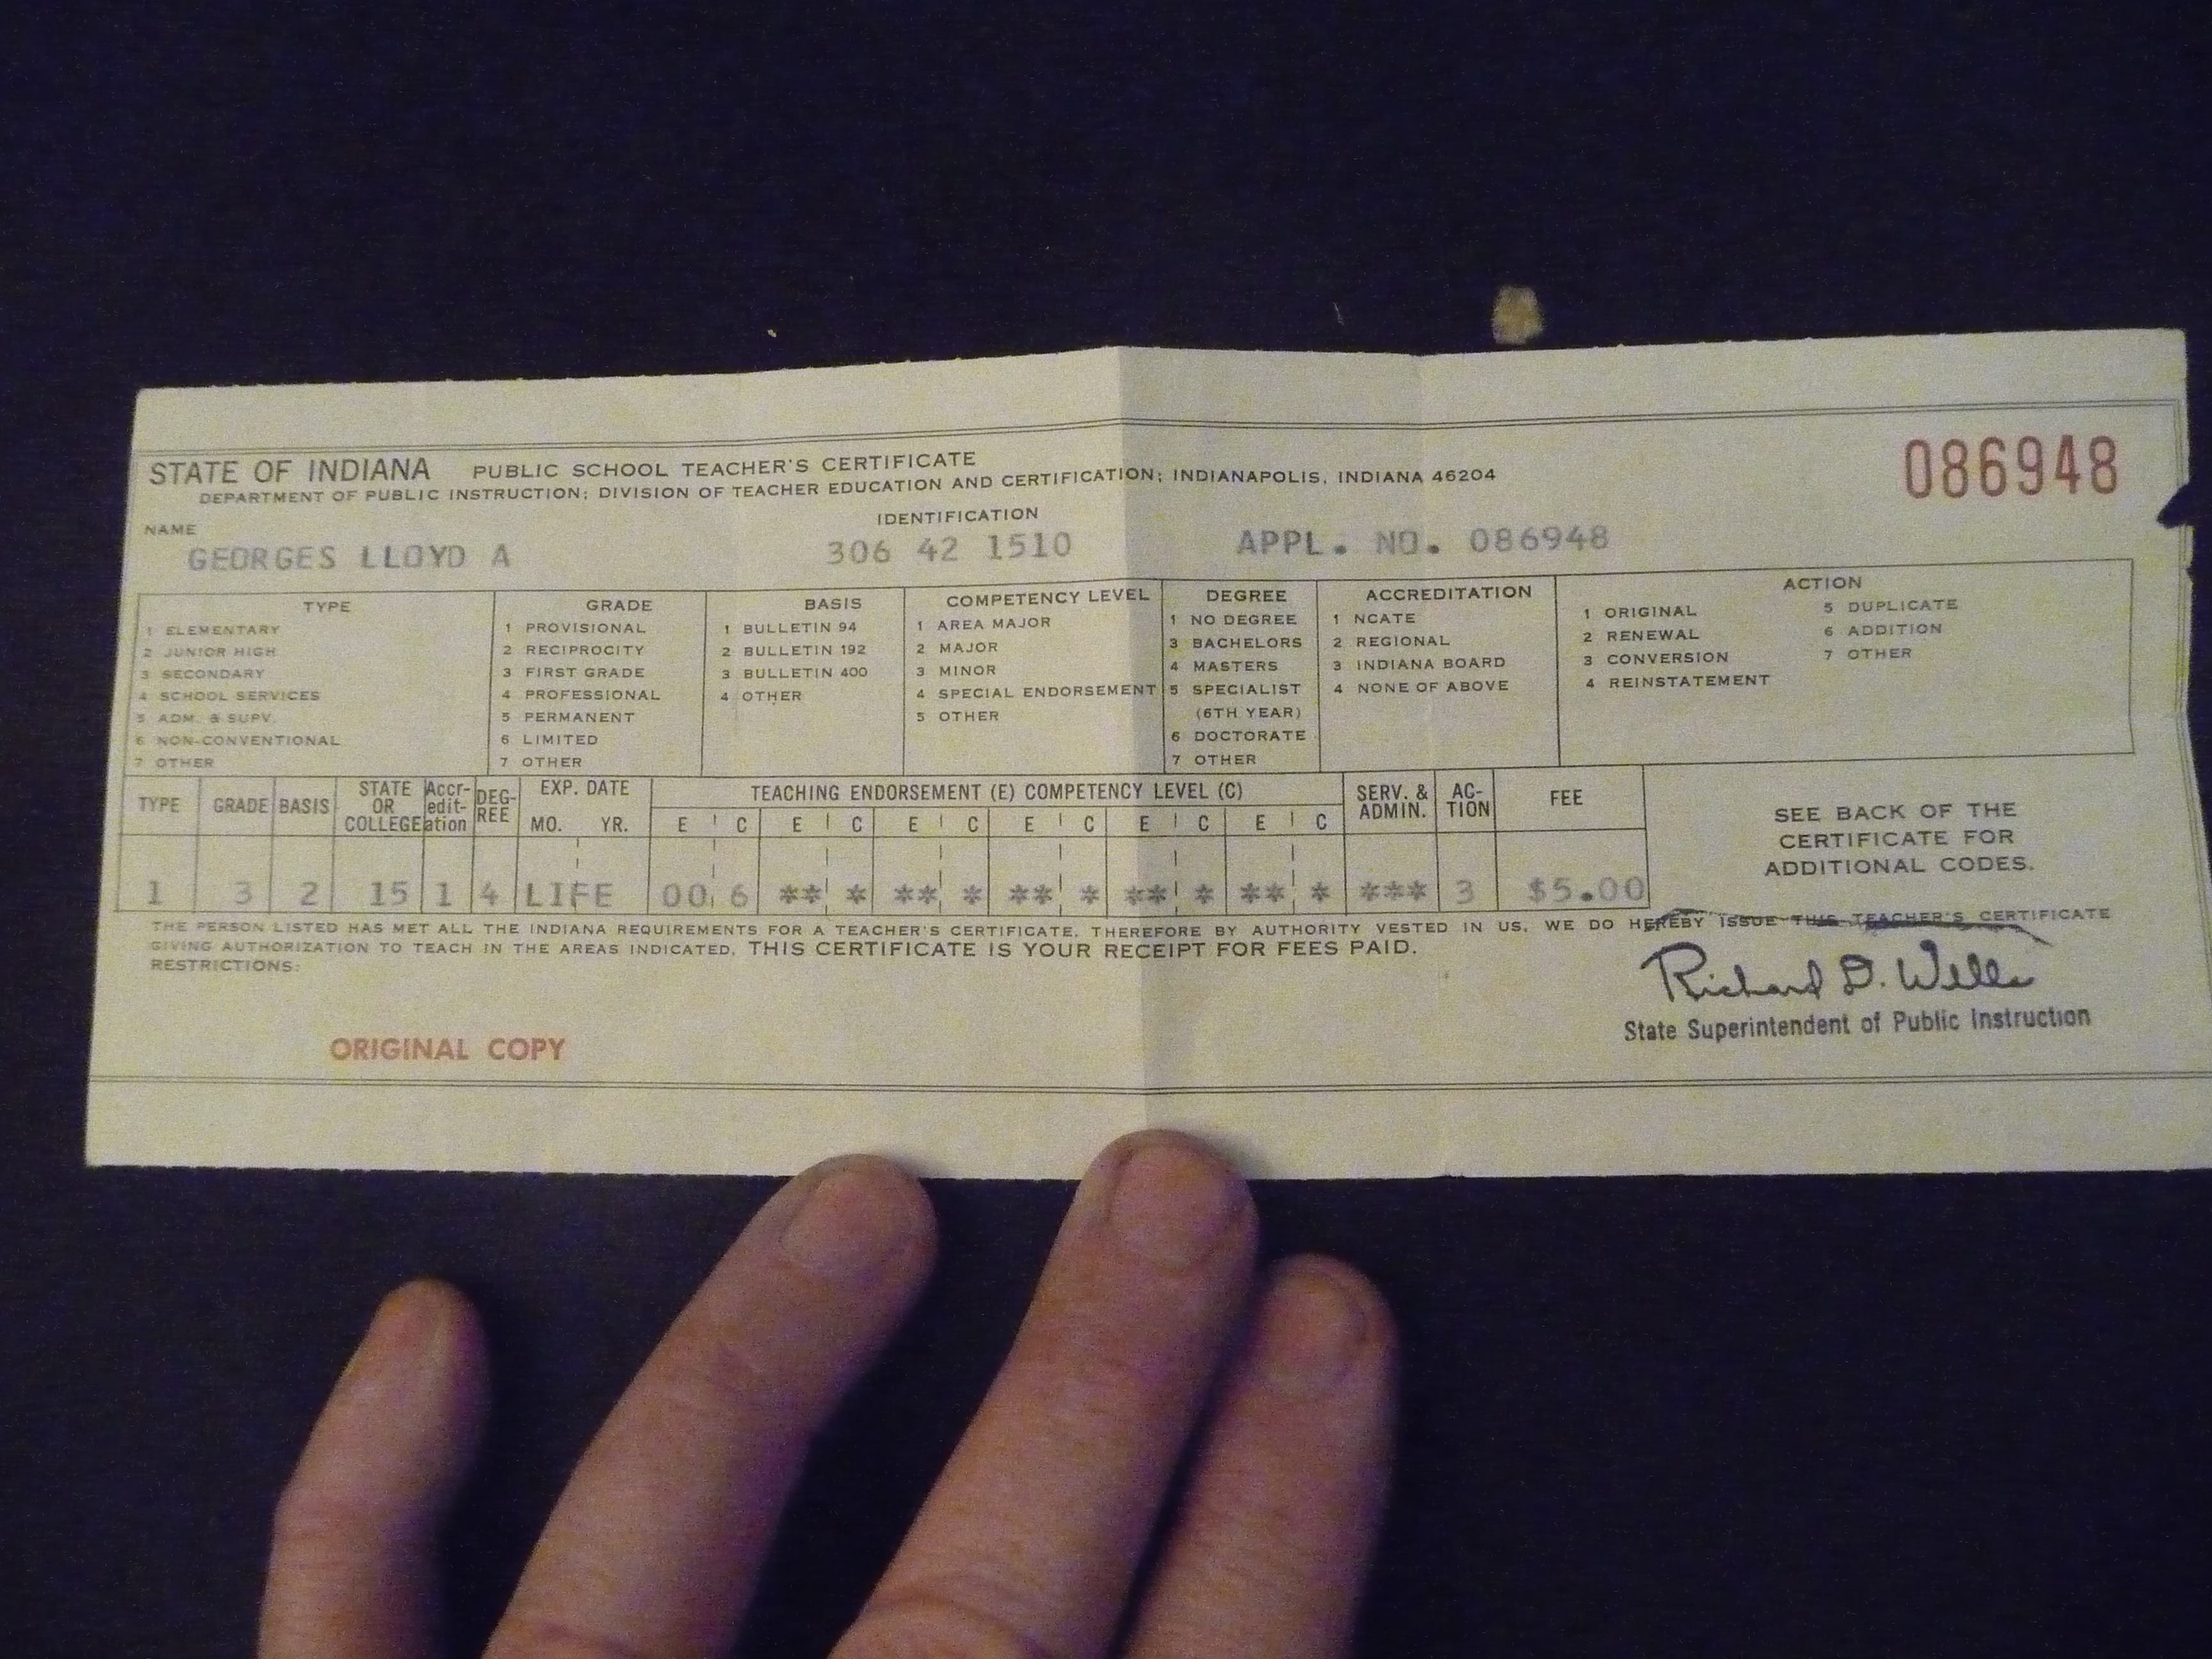 STATE OF INDIANA PUBLIC SCHOOL TEACHER'S CERTIFICATE
086948
DEPARTMENT OF PUBLIC INSTRUCTION; DIVISION OF TEACHER EDUCATION AND CERTIFICATION; INDIANAPOLIS, INDIANA 46204
NAME IDENTIFICATION
GEORGES LLOYD A 306 42 1510 APPL. NO. 086948
TYPE
1 ELEMENTARY
2 JUNIOR HIGH
3 SECONDARY
4 SCHOOL SERVICES
5 ADM. & SUPV.
6 NON-CONVENTIONAL
7 OTHER
GRADE
1 PROVISIONAL
2 RECIPROCITY
3 FIRST GRADE
4 PROFESSIONAL
5 PERMANENT
6 LIMITED
7 OTHER
BASIS
1 BULLETIN 94
2 BULLETIN 192
3 BULLETIN 400
4 OTHER
COMPETENCY LEVEL
1 AREA MAJOR
2 MAJOR
3 MINOR
4 SPECIAL ENDORSEMENT
5 OTHER
DEGREE
1 NO DEGREE
3 BACHELORS
4 MASTERS
5 SPECIALIST
(6TH YEAR)
6 DOCTORATE
7 OTHER
ACCREDITATION
1 NCATE
2 REGIONAL
3 INDIANA BOARD
4 NONE OF ABOVE
ACTION
1 ORIGINAL
2 RENEWAL
3 CONVERSION
4 REINSTATEMENT
5 DUPLICATE
6 ADDITION
7 OTHER
TYPE GRADE BASIS STATE OR COLLEGE Accr-edit-ation DEG-REE EXP. DATE MO. YR. TEACHING ENDORSEMENT (E) COMPETENCY LEVEL (C) SERV. & ADMIN. AC-TION FEE
E C E C E C E C E C E C
1 3 2 15 1 4 LIFE 00 6 ** * ** * ** * ** * ** * *** 3 $5.00
SEE BACK OF THE
CERTIFICATE FOR
ADDITIONAL CODES.
THE PERSON LISTED HAS MET ALL THE INDIANA REQUIREMENTS FOR A TEACHER'S CERTIFICATE. THEREFORE BY AUTHORITY VESTED IN US, WE DO HEREBY ISSUE THIS TEACHER'S CERTIFICATE
GIVING AUTHORIZATION TO TEACH IN THE AREAS INDICATED. THIS CERTIFICATE IS YOUR RECEIPT FOR FEES PAID.
RESTRICTIONS:
Richard D. Wells
State Superintendent of Public Instruction
ORIGINAL COPY